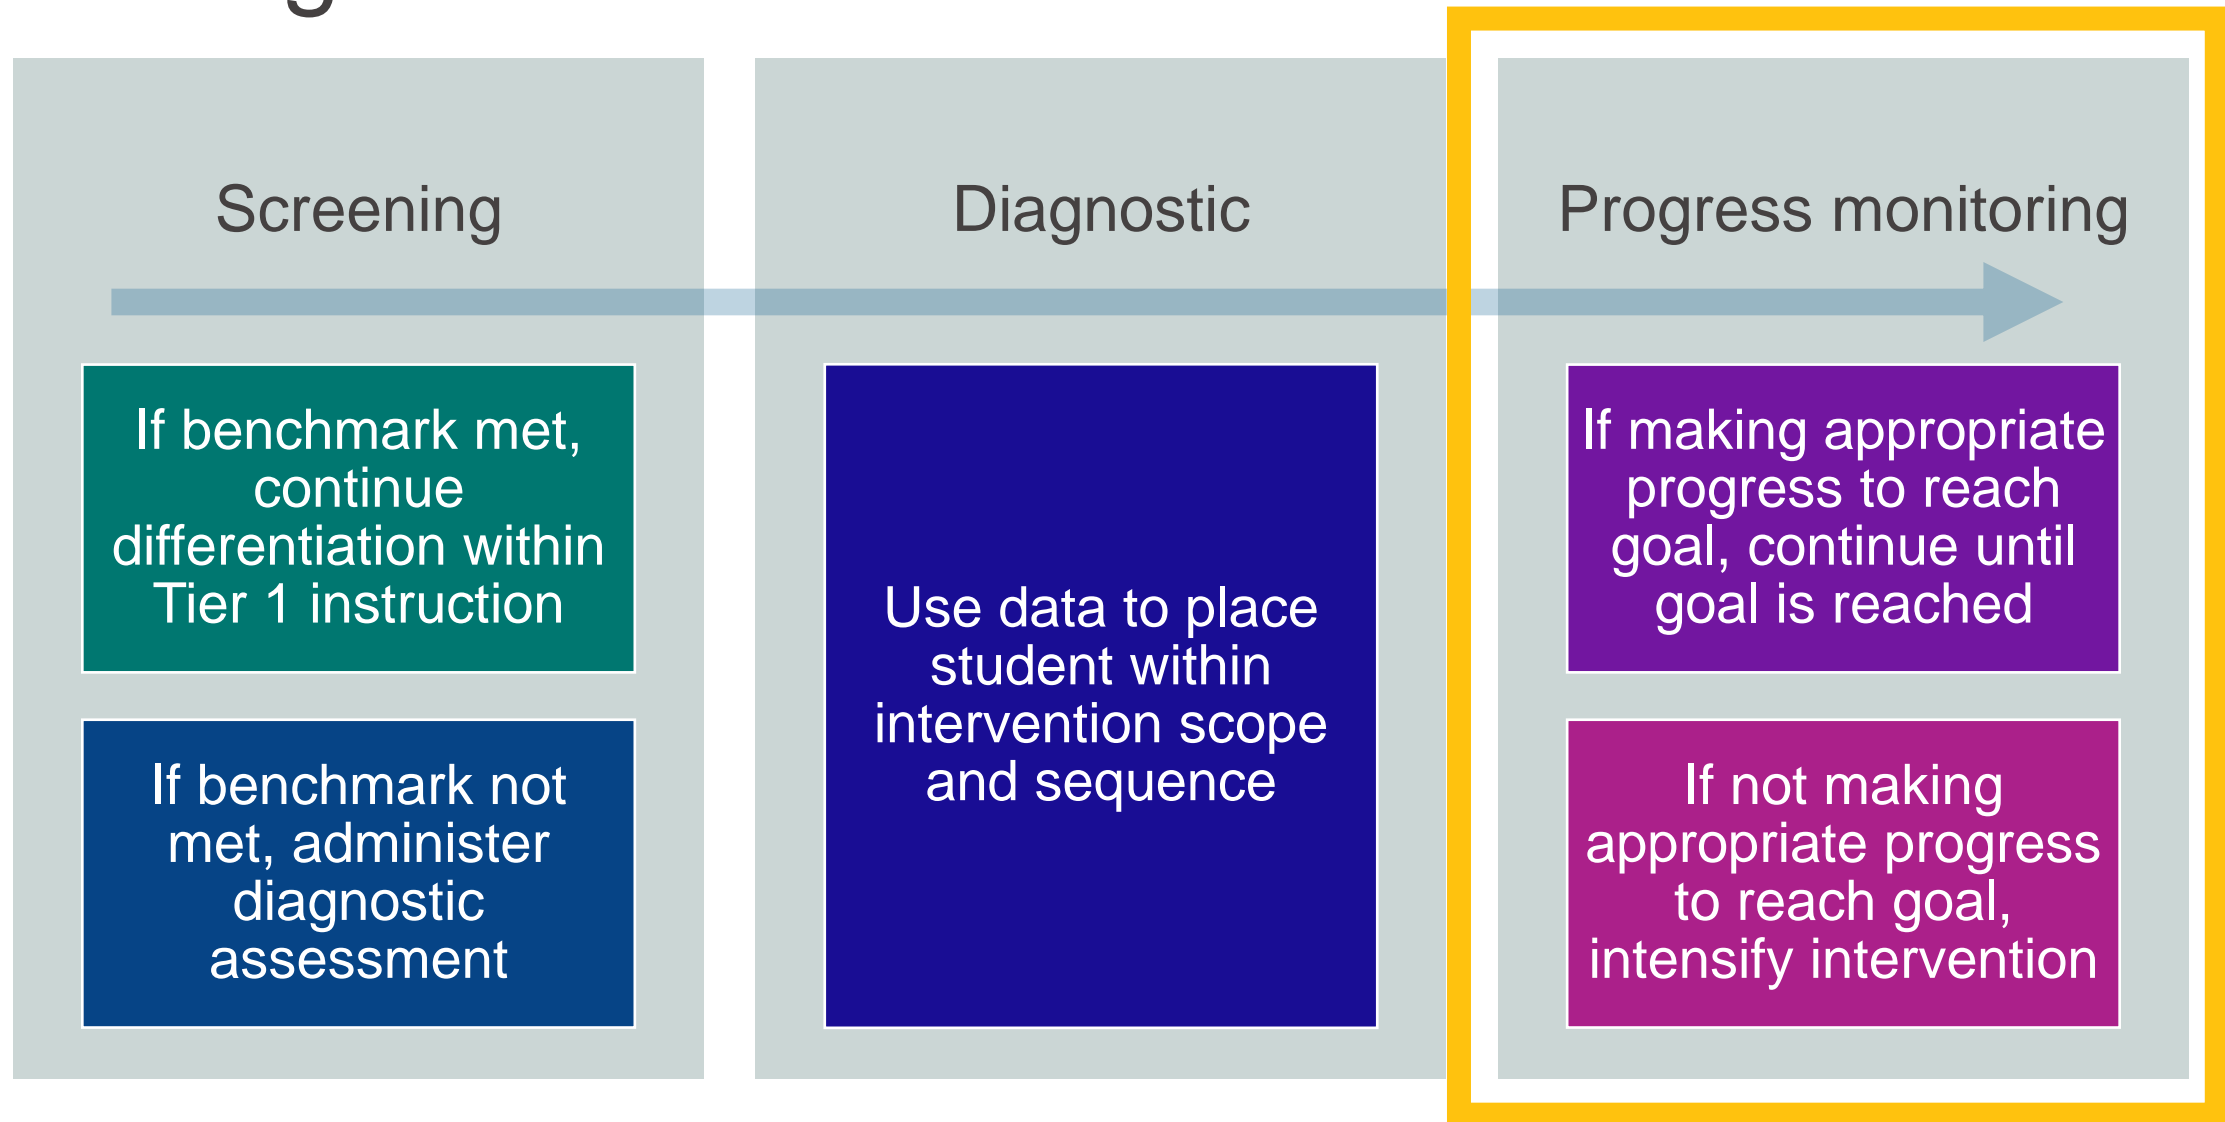 Screening
If benchmark met,
continue
differentiation within
Tier 1 instruction
If benchmark not
met, administer
diagnostic
assessment
Diagnostic
Use data to place
student within
intervention scope
and sequence
Progress monitoring
If making appropriate
progress to reach
goal, continue until
goal is reached
If not making
appropriate progress
to reach goal,
intensify intervention